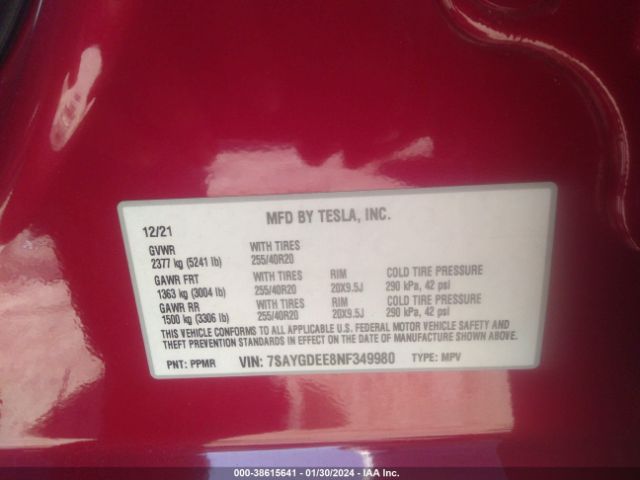 MFD BY TESLA, INC.
12/21
GVWR WITH TIRES
2377 kg (5241 lb) 255/40R20
GAWR FRT WITH TIRES RIM COLD TIRE PRESSURE
1363 kg (3004 lb) 255/40R20 20X9.5J 290 kPa, 42 psi
GAWR RR WITH TIRES RIM COLD TIRE PRESSURE
1500 kg (3306 lb) 255/40R20 20X9.5J 290 kPa, 42 psi
THIS VEHICLE CONFORMS TO ALL APPLICABLE U.S. FEDERAL MOTOR VEHICLE SAFETY AND
THEFT PREVENTION STANDARDS IN EFFECT ON THE DATE OF MANUFACTURE SHOWN ABOVE.
PNT: PPMR VIN: 7SAYGDEE8NF349980 TYPE: MPV
000-38615641 - 01/30/2024 - IAA Inc.